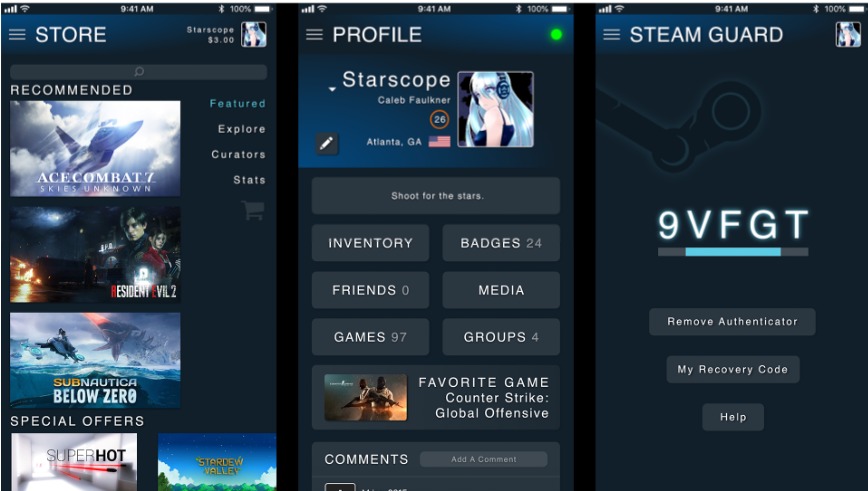 9:41 AM
100%
STORE
Starscope
$3.00
RECOMMENDED
Featured
Explore
Curators
Stats
ACE COMBAT 7
SKIES UNKNOWN
RESIDENT EVIL 2
SUBNAUTICA
BELOW ZERO
SPECIAL OFFERS
SUPERHOT
STARDEW
VALLEY
9:41 AM
100%
PROFILE
Starscope
Caleb Faulkner
26
Atlanta, GA
Shoot for the stars.
INVENTORY
BADGES 24
FRIENDS 0
MEDIA
GAMES 97
GROUPS 4
FAVORITE GAME
Counter Strike:
Global Offensive
COMMENTS
Add A Comment
9:41 AM
100%
STEAM GUARD
9VFGT
Remove Authenticator
My Recovery Code
Help